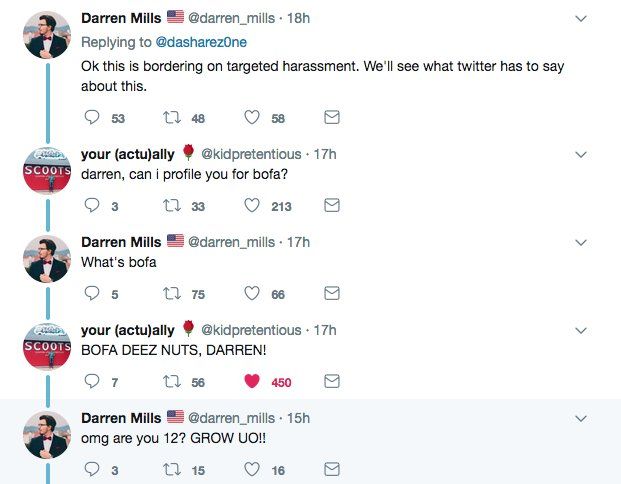 Darren Mills 🇺🇸 @darren_mills · 18h
Replying to @dasharez0ne
Ok this is bordering on targeted harassment. We'll see what twitter has to say
about this.
53 48 58
your (actu)ally 🌹 @kidpretentious · 17h
SCOOTS
darren, can i profile you for bofa?
3 33 213
Darren Mills 🇺🇸 @darren_mills · 17h
What's bofa
5 75 66
your (actu)ally 🌹 @kidpretentious · 17h
SCOOTS
BOFA DEEZ NUTS, DARREN!
7 56 450
Darren Mills 🇺🇸 @darren_mills · 15h
omg are you 12? GROW UO!!
3 15 16